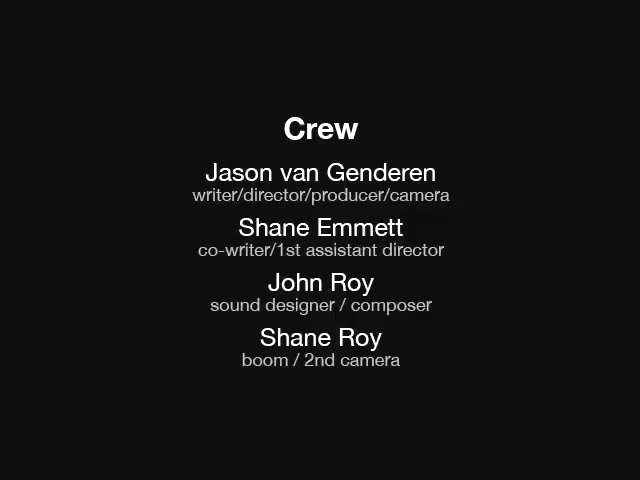 Crew
Jason van Genderen
writer/director/producer/camera
Shane Emmett
co-writer/1st assistant director
John Roy
sound designer / composer
Shane Roy
boom / 2nd camera